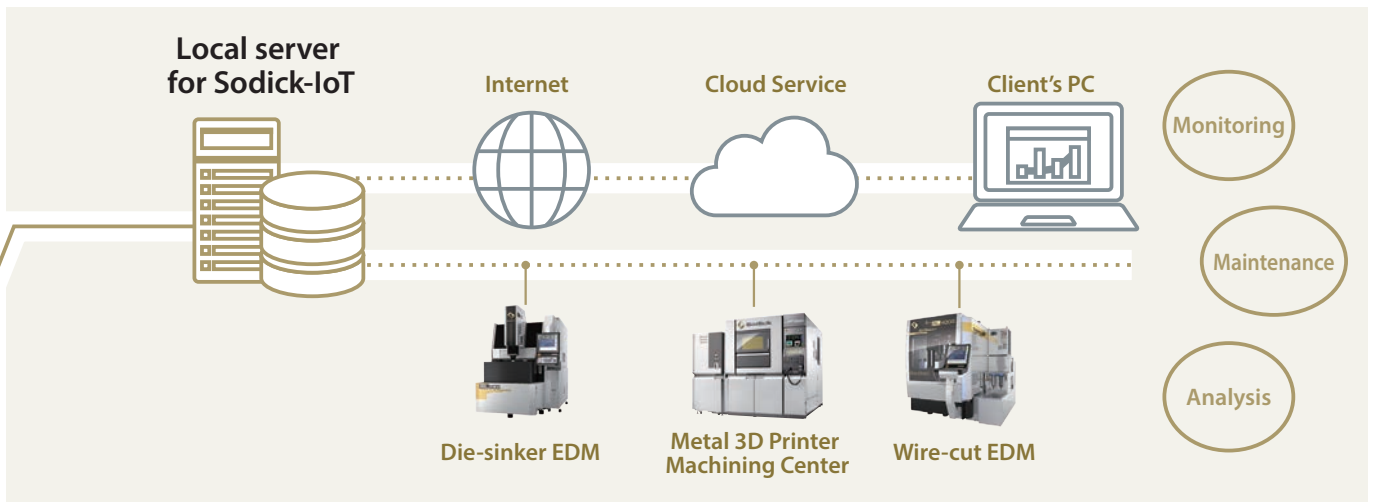 Local server
for Sodick-IoT
Internet
Cloud Service
Client's PC
Monitoring
Maintenance
Analysis
Die-sinker EDM
Metal 3D Printer
Machining Center
Wire-cut EDM